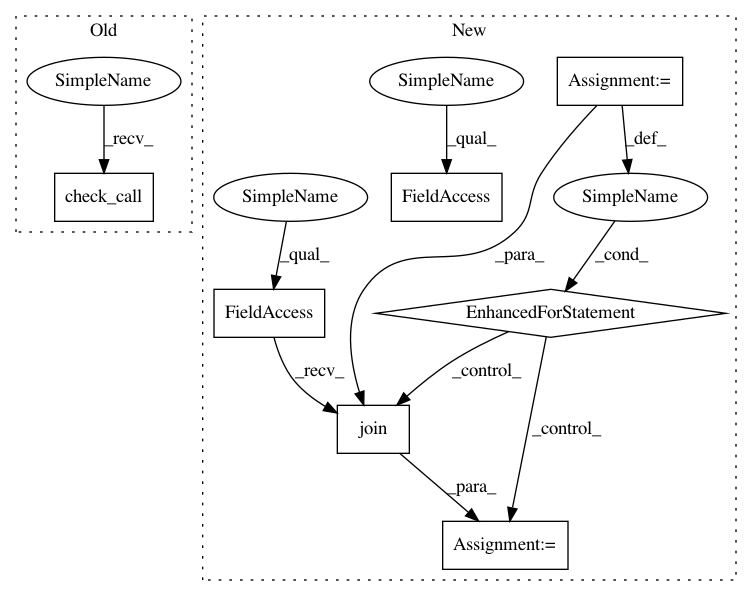 Old
New
SimpleName
SimpleName
Assignment:=
_recv_
_qual_
_def_
check_call
SimpleName
FieldAccess
SimpleName
_qual_
_para_
_cond_
FieldAccess
EnhancedForStatement
_recv_
_control_
join
_control_
_para_
Assignment:=